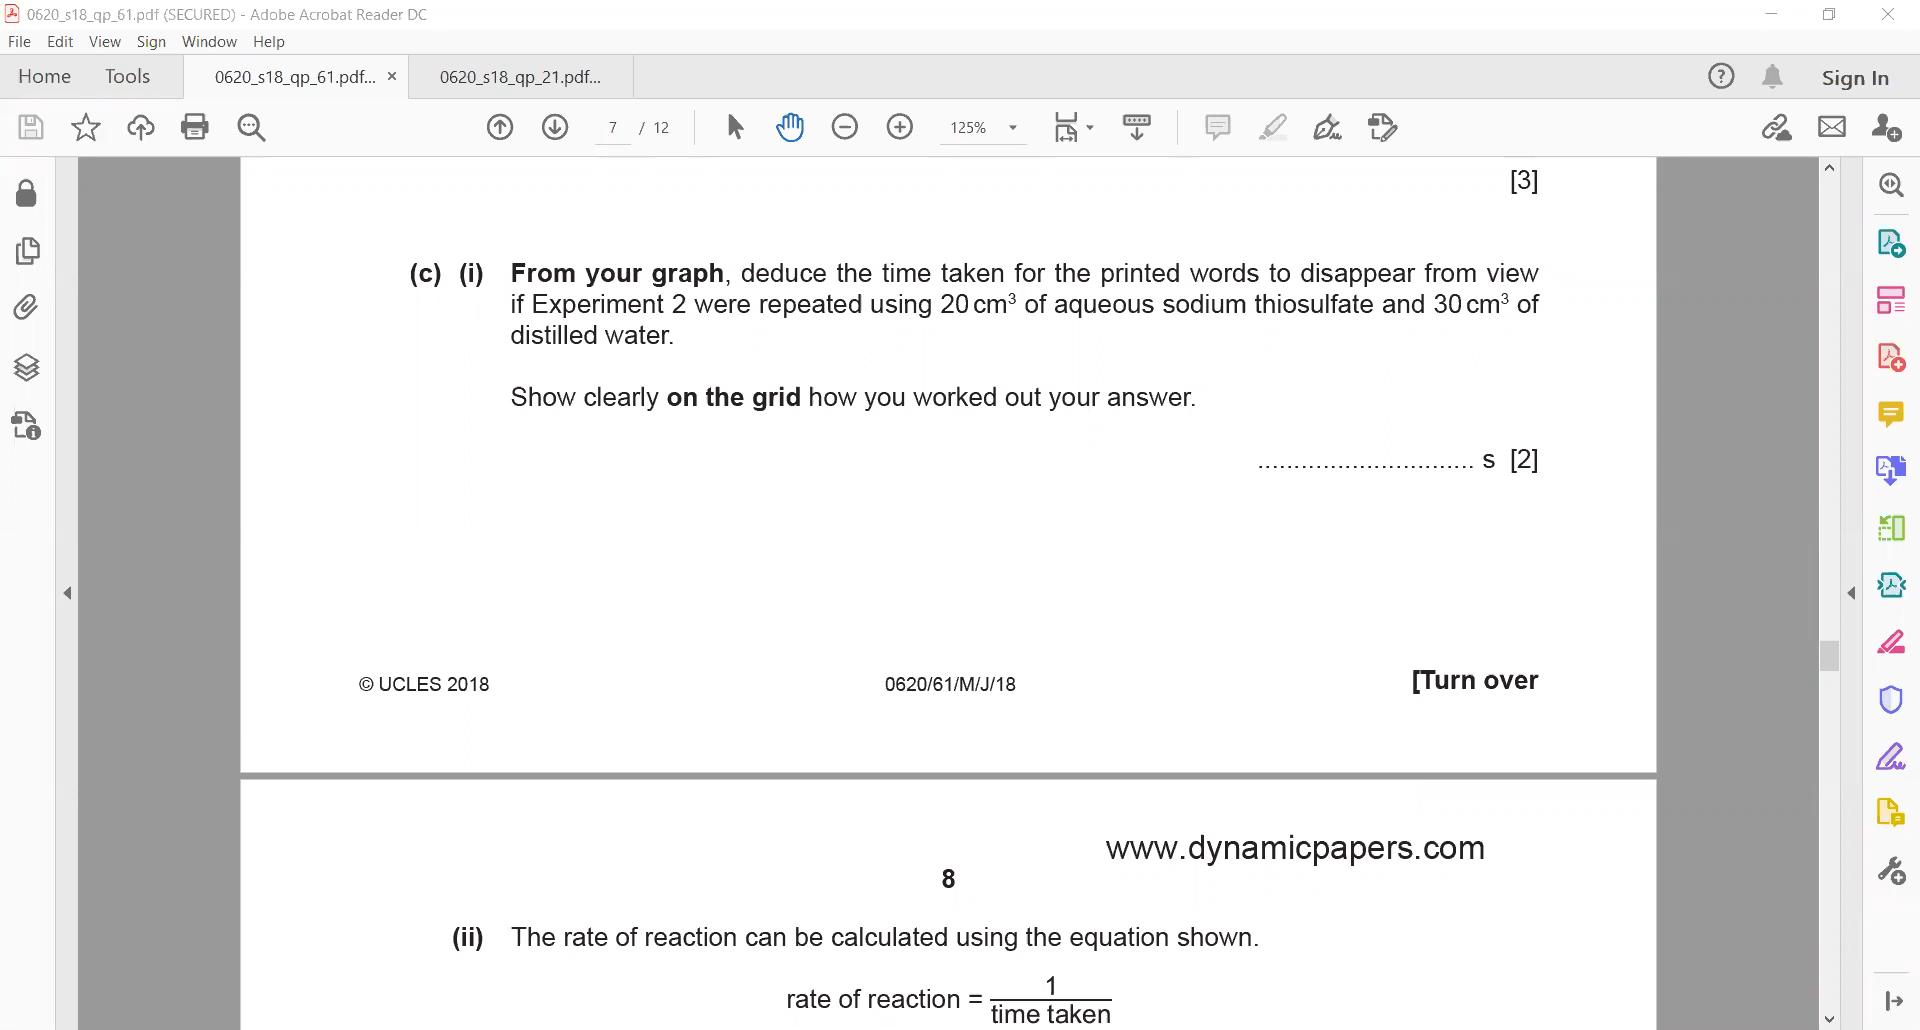 0620_s18_qp_61.pdf (SECURED) - Adobe Acrobat Reader DC
File Edit View Sign Window Help
Home Tools 0620_s18_qp_61.pdf... × 0620_s18_qp_21.pdf... Sign In
7 / 12 125%
[3]
(c) (i) From your graph, deduce the time taken for the printed words to disappear from view
if Experiment 2 were repeated using 20 cm³ of aqueous sodium thiosulfate and 30 cm³ of
distilled water.
Show clearly on the grid how you worked out your answer.
.............................. s [2]
© UCLES 2018 0620/61/M/J/18 [Turn over
www.dynamicpapers.com
8
(ii) The rate of reaction can be calculated using the equation shown.
1
rate of reaction =
time taken